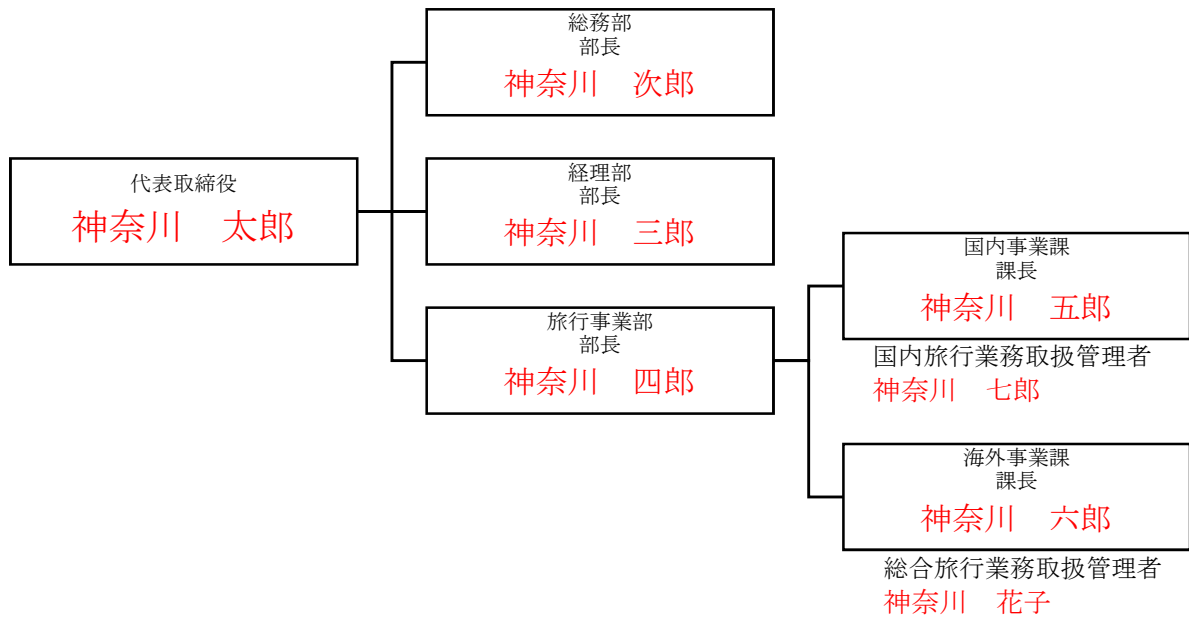 総務部
部長
神奈川　次郎
代表取締役
神奈川　太郎
経理部
部長
神奈川　三郎
旅行事業部
部長
神奈川　四郎
国内事業課
課長
神奈川　五郎
国内旅行業務取扱管理者
神奈川　七郎
海外事業課
課長
神奈川　六郎
総合旅行業務取扱管理者
神奈川　花子